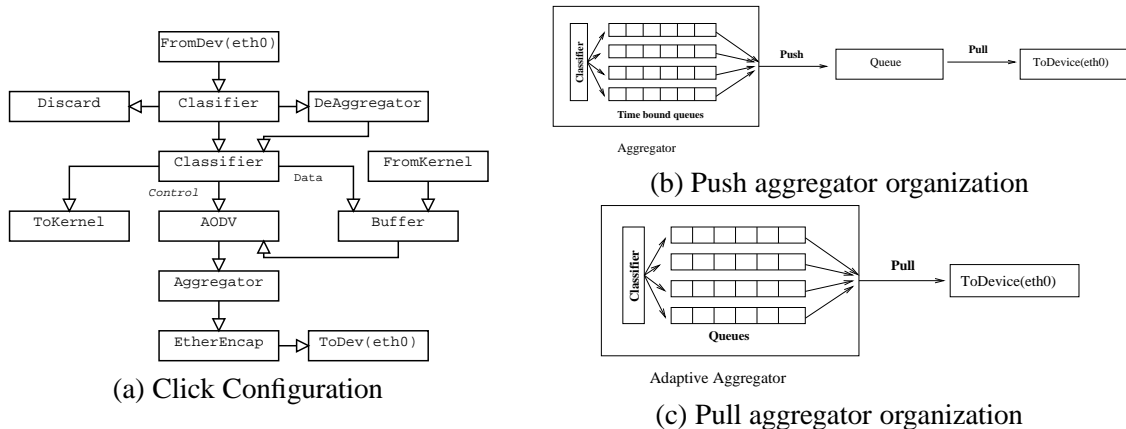 FromDev(eth0)
Discard
Clasifier
DeAggregator
Classifier
FromKernel
Control
Data
ToKernel
AODV
Buffer
Aggregator
EtherEncap
ToDev(eth0)
(a) Click Configuration
Classifier
Time bound queues
Push
Queue
Pull
ToDevice(eth0)
Aggregator
(b) Push aggregator organization
Classifier
Queues
Pull
ToDevice(eth0)
Adaptive Aggregator
(c) Pull aggregator organization